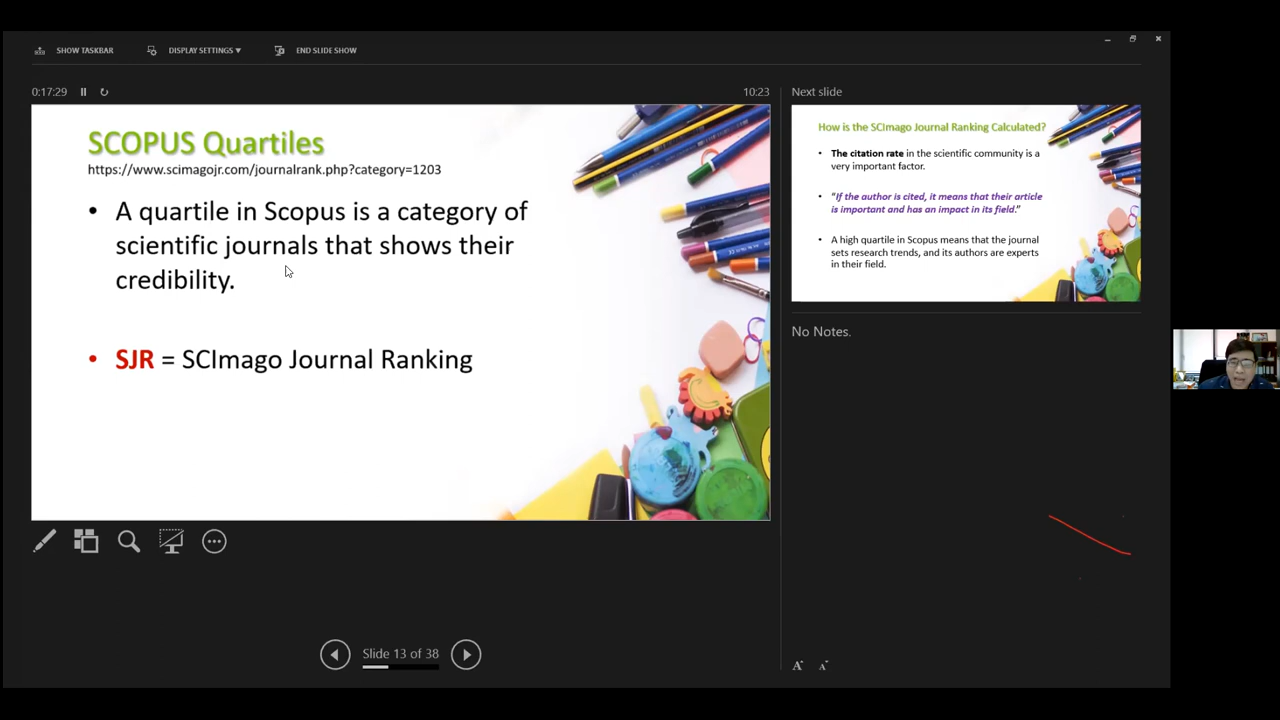 SHOW TASKBAR
DISPLAY SETTINGS ▼
END SLIDE SHOW
0:17:29
10:23
SCOPUS Quartiles
https://www.scimagojr.com/journalrank.php?category=1203
• A quartile in Scopus is a category of
scientific journals that shows their
credibility.
• SJR = SCImago Journal Ranking
Slide 13 of 38
Next slide
How is the SCImago Journal Ranking Calculated?
• The citation rate in the scientific community is a
very important factor.
• "If the author is cited, it means that their article
is important and has an impact in its field."
• A high quartile in Scopus means that the journal
sets research trends, and its authors are experts
in their field.
No Notes.
A A